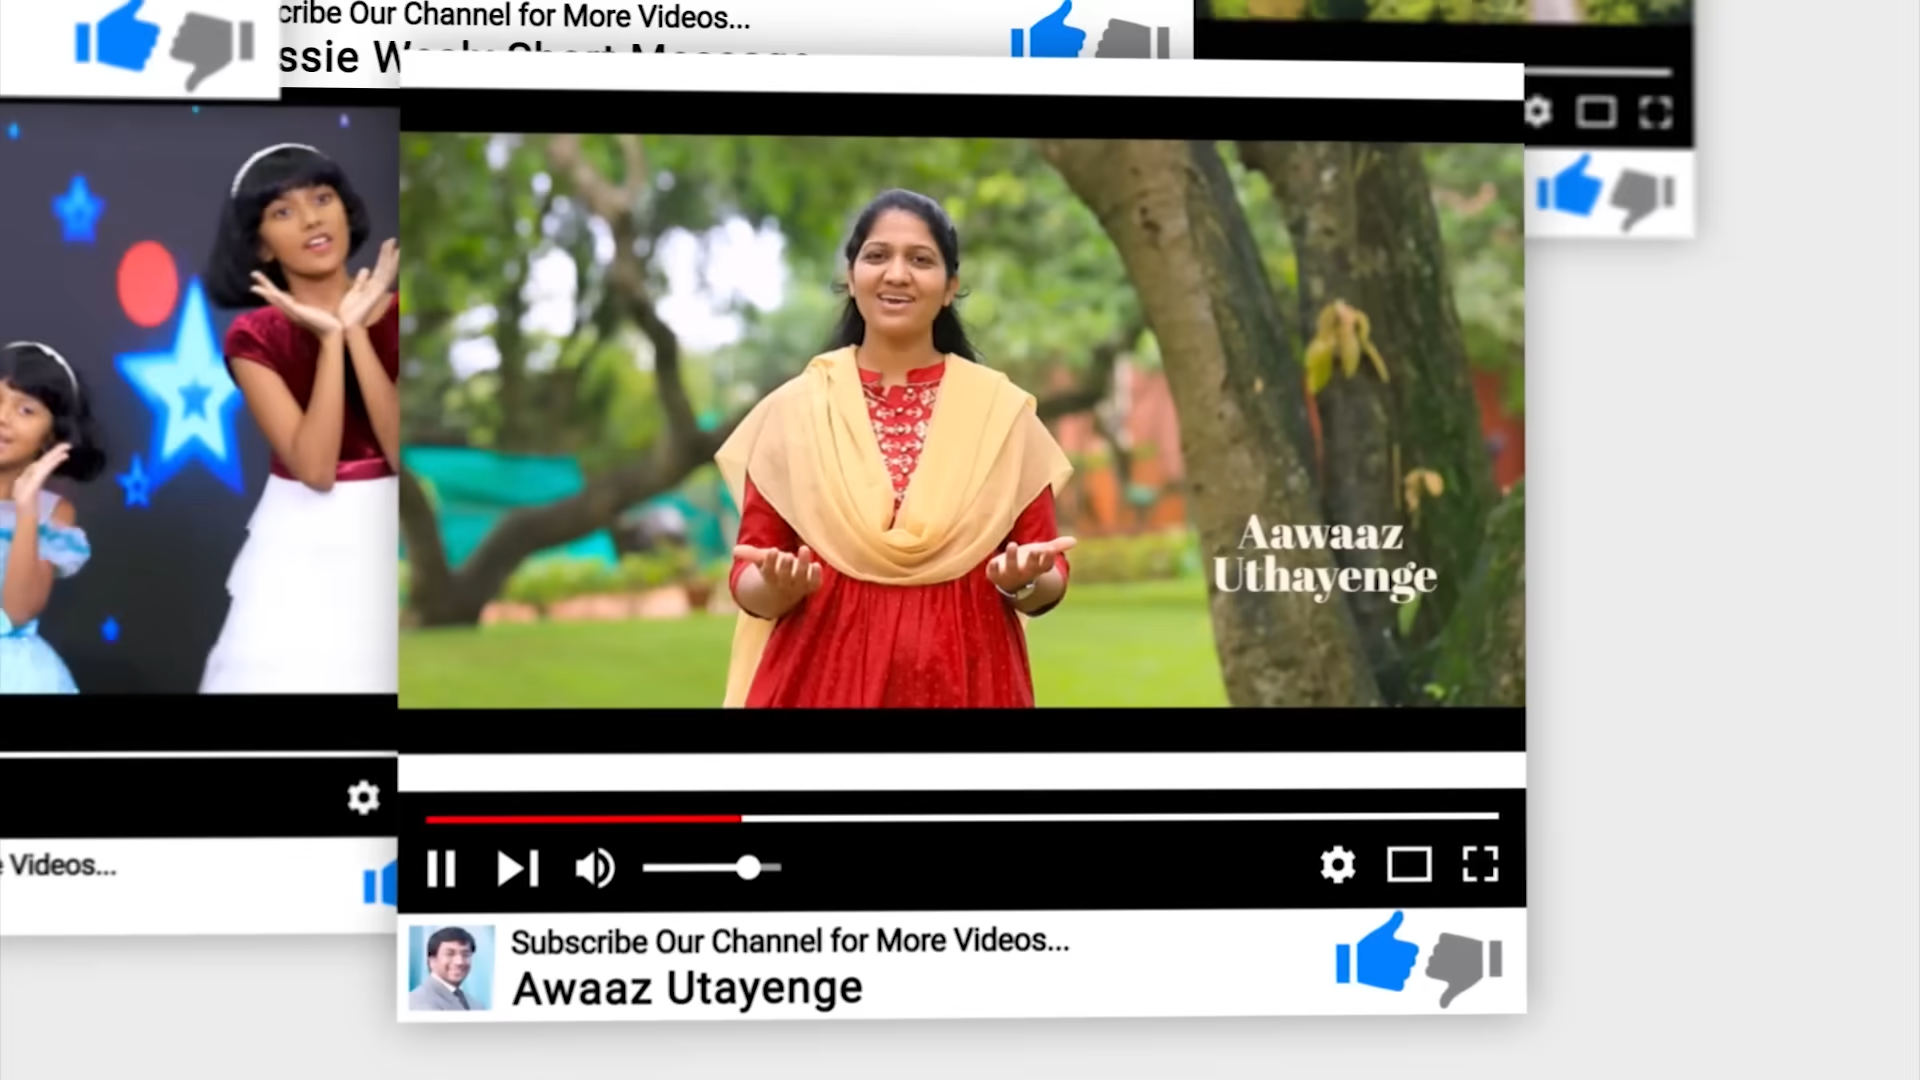 cribe Our Channel for More Videos...
ssie W
Aawaaz
Uthayenge
e Videos...
Subscribe Our Channel for More Videos...
Awaaz Utayenge